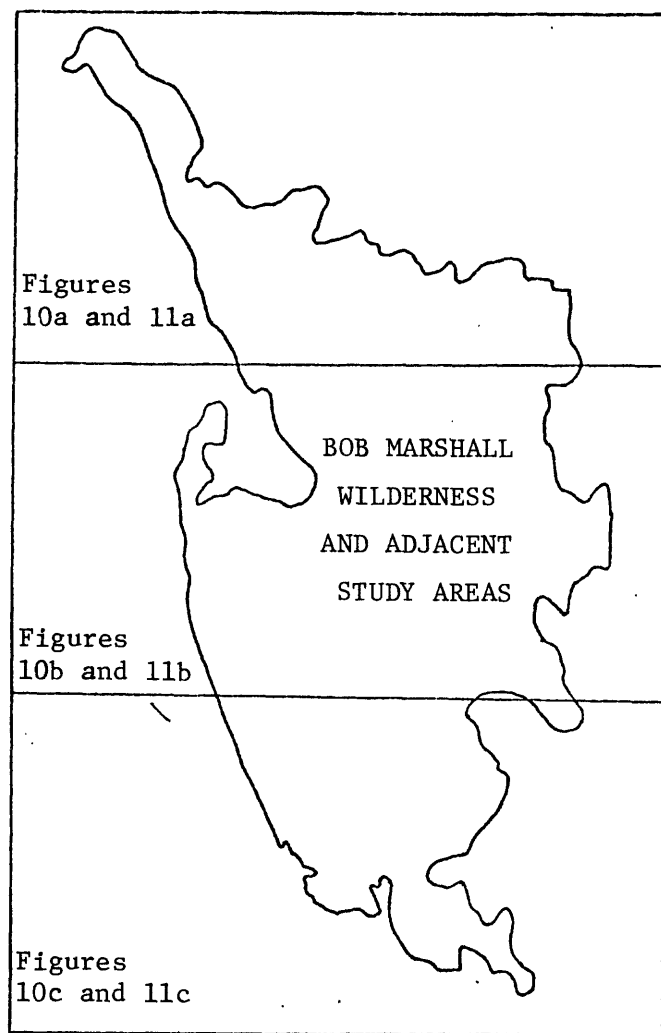 Figures
10a and 11a
BOB MARSHALL
WILDERNESS
AND ADJACENT
STUDY AREAS
Figures
10b and 11b
Figures
10c and 11c